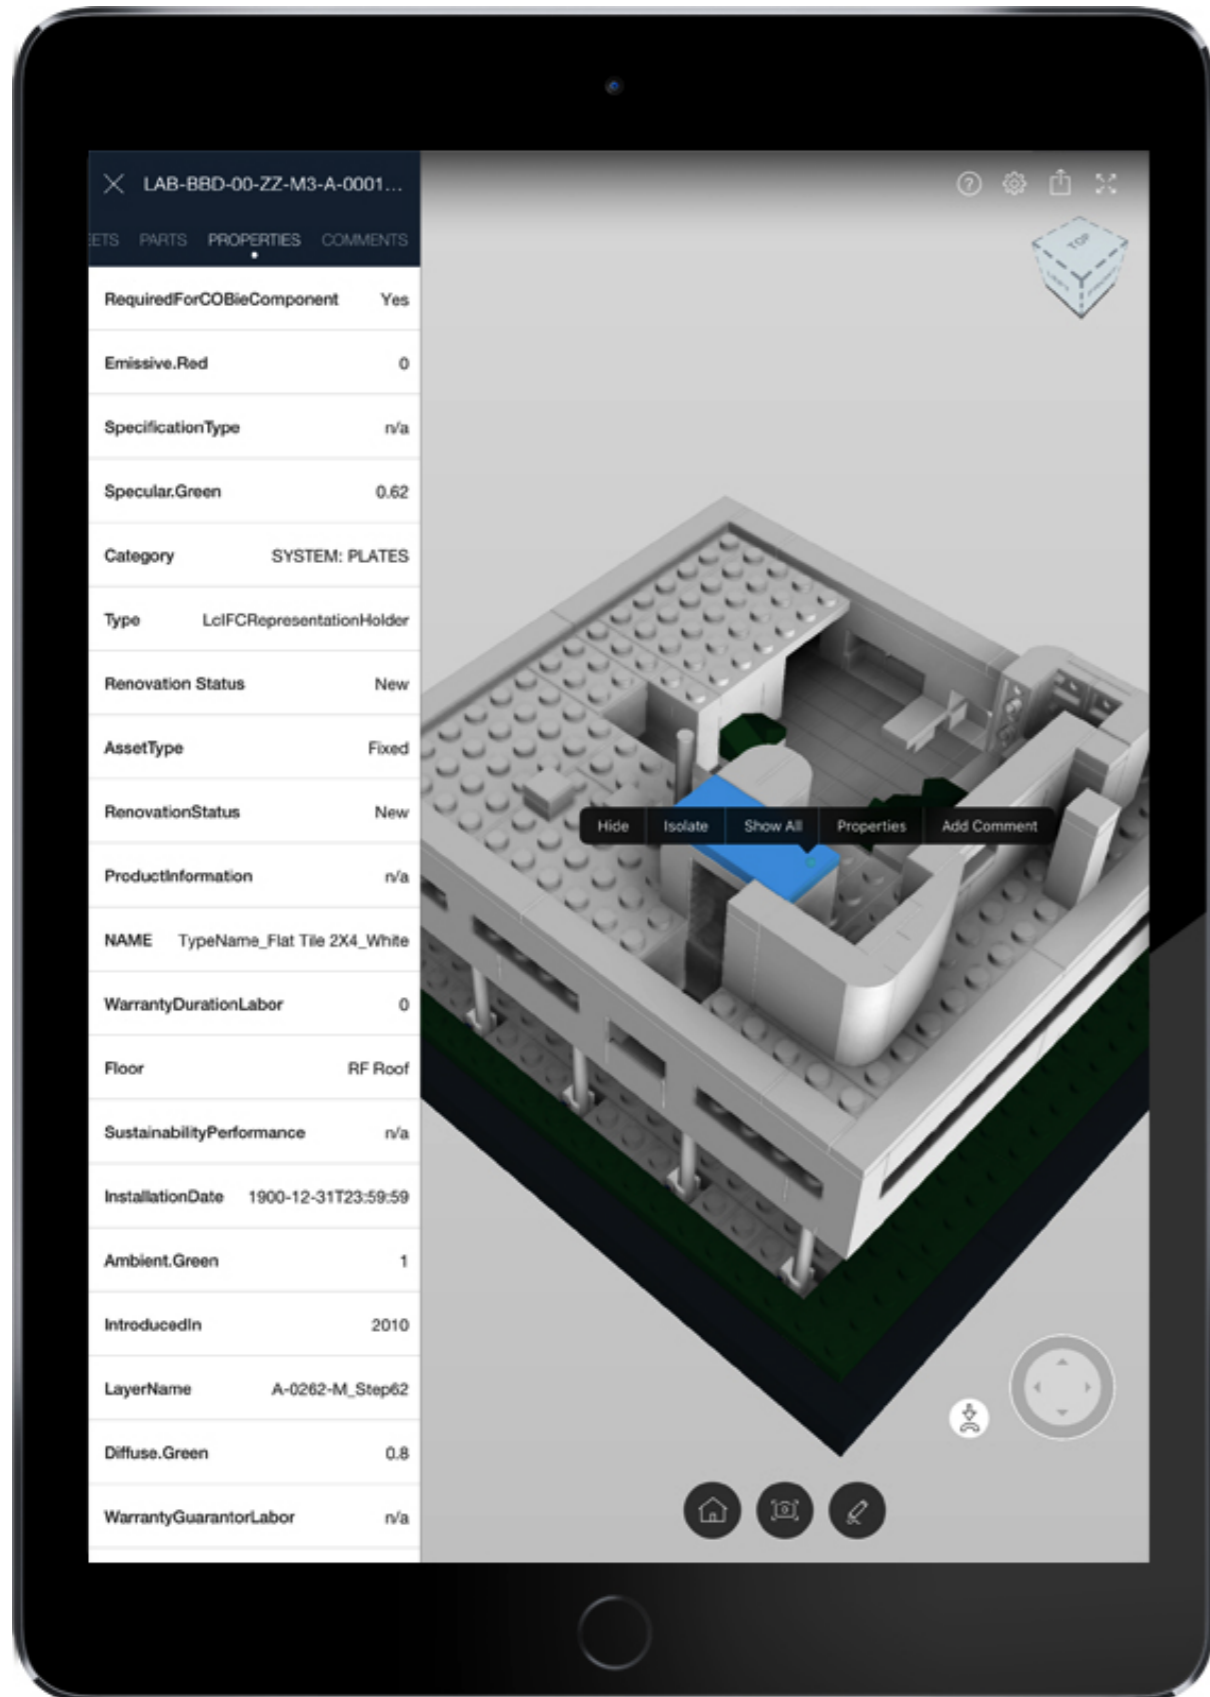 LAB-BBD-00-ZZ-M3-A-0001...
ETS PARTS PROPERTIES COMMENTS
RequiredForCOBieComponent Yes
Emissive.Red 0
SpecificationType n/a
Specular.Green 0.62
Category SYSTEM: PLATES
Type LcIFCRepresentationHolder
Renovation Status New
AssetType Fixed
RenovationStatus New
ProductInformation n/a
NAME TypeName_Flat Tile 2X4_White
WarrantyDurationLabor 0
Floor RF Roof
SustainabilityPerformance n/a
InstallationDate 1900-12-31T23:59:59
Ambient.Green 1
IntroducedIn 2010
LayerName A-0262-M_Step62
Diffuse.Green 0.8
WarrantyGuarantorLabor n/a
?
TOP
LEFT FRONT
Hide Isolate Show All Properties Add Comment